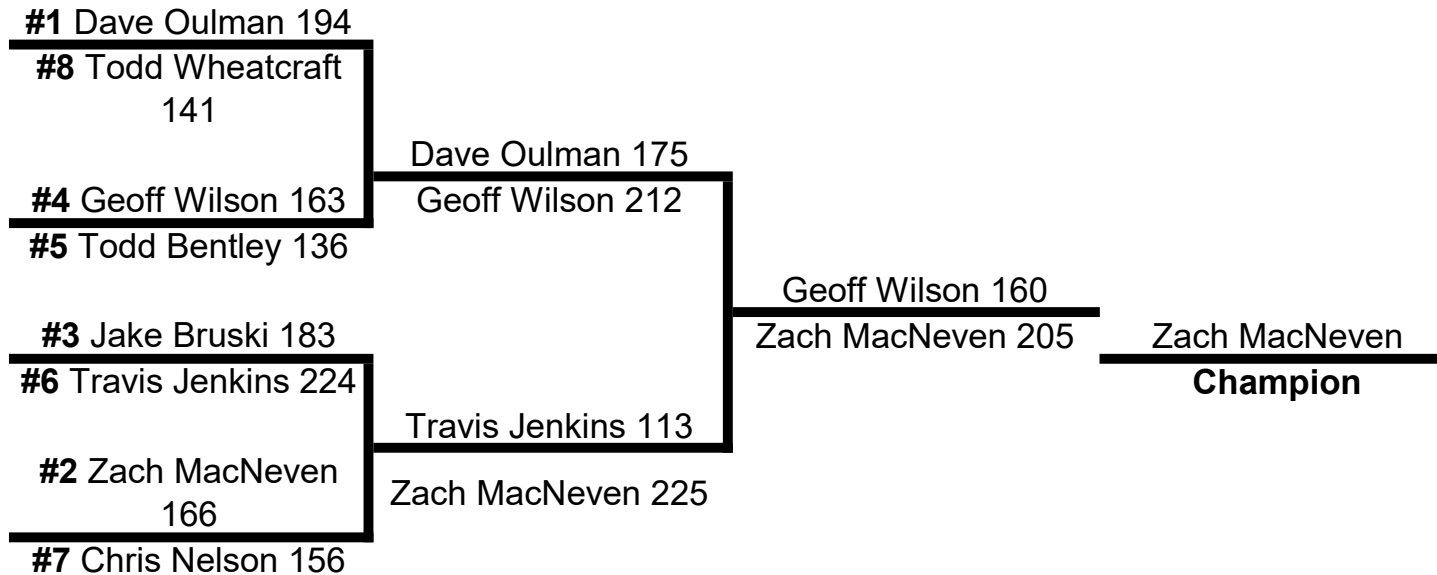 #1 Dave Oulman 194
#8 Todd Wheatcraft
141
#4 Geoff Wilson 163
#5 Todd Bentley 136
#3 Jake Bruski 183
#6 Travis Jenkins 224
#2 Zach MacNeven
166
#7 Chris Nelson 156
Dave Oulman 175
Geoff Wilson 212
Travis Jenkins 113
Zach MacNeven 225
Geoff Wilson 160
Zach MacNeven 205
Zach MacNeven
Champion